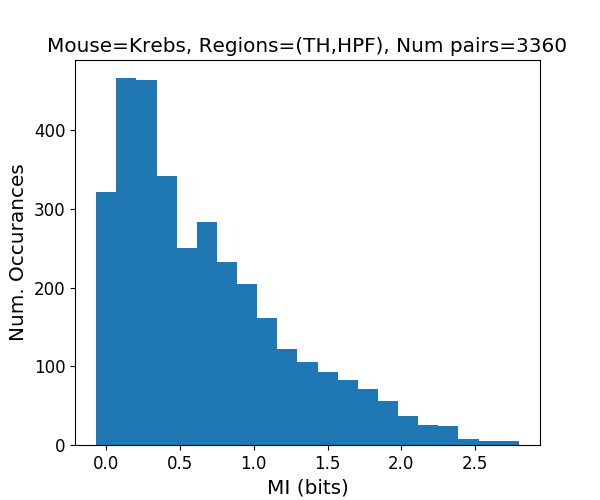 Mouse=Krebs, Regions=(TH,HPF), Num pairs=3360
400
300
200
100
0
Num. Occurances
0.0 0.5 1.0 1.5 2.0 2.5
MI (bits)